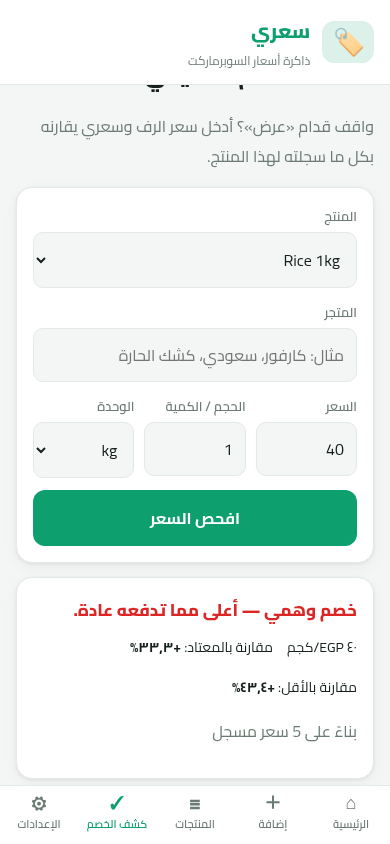 سعري
ذاكرة أسعار السوبرماركت
واقف قدام «عرض»؟ أدخل سعر الرف وسعري يقارنه
بكل ما سجلته لهذا المنتج.
المنتج
Rice 1kg
المتجر
مثال: كارفور، سعودي، كشك الحارة
السعر الحجم / الكمية الوحدة
40 1 kg
افحص السعر
خصم وهمي — أعلى مما تدفعه عادة.
٤٠ EGP/كجم مقارنة بالمعتاد: +٣٣٫٣%
مقارنة بالأقل: +٤٣٫٤%
بناءً على 5 سعر مسجل
الرئيسية إضافة المنتجات كشف الخصم الإعدادات